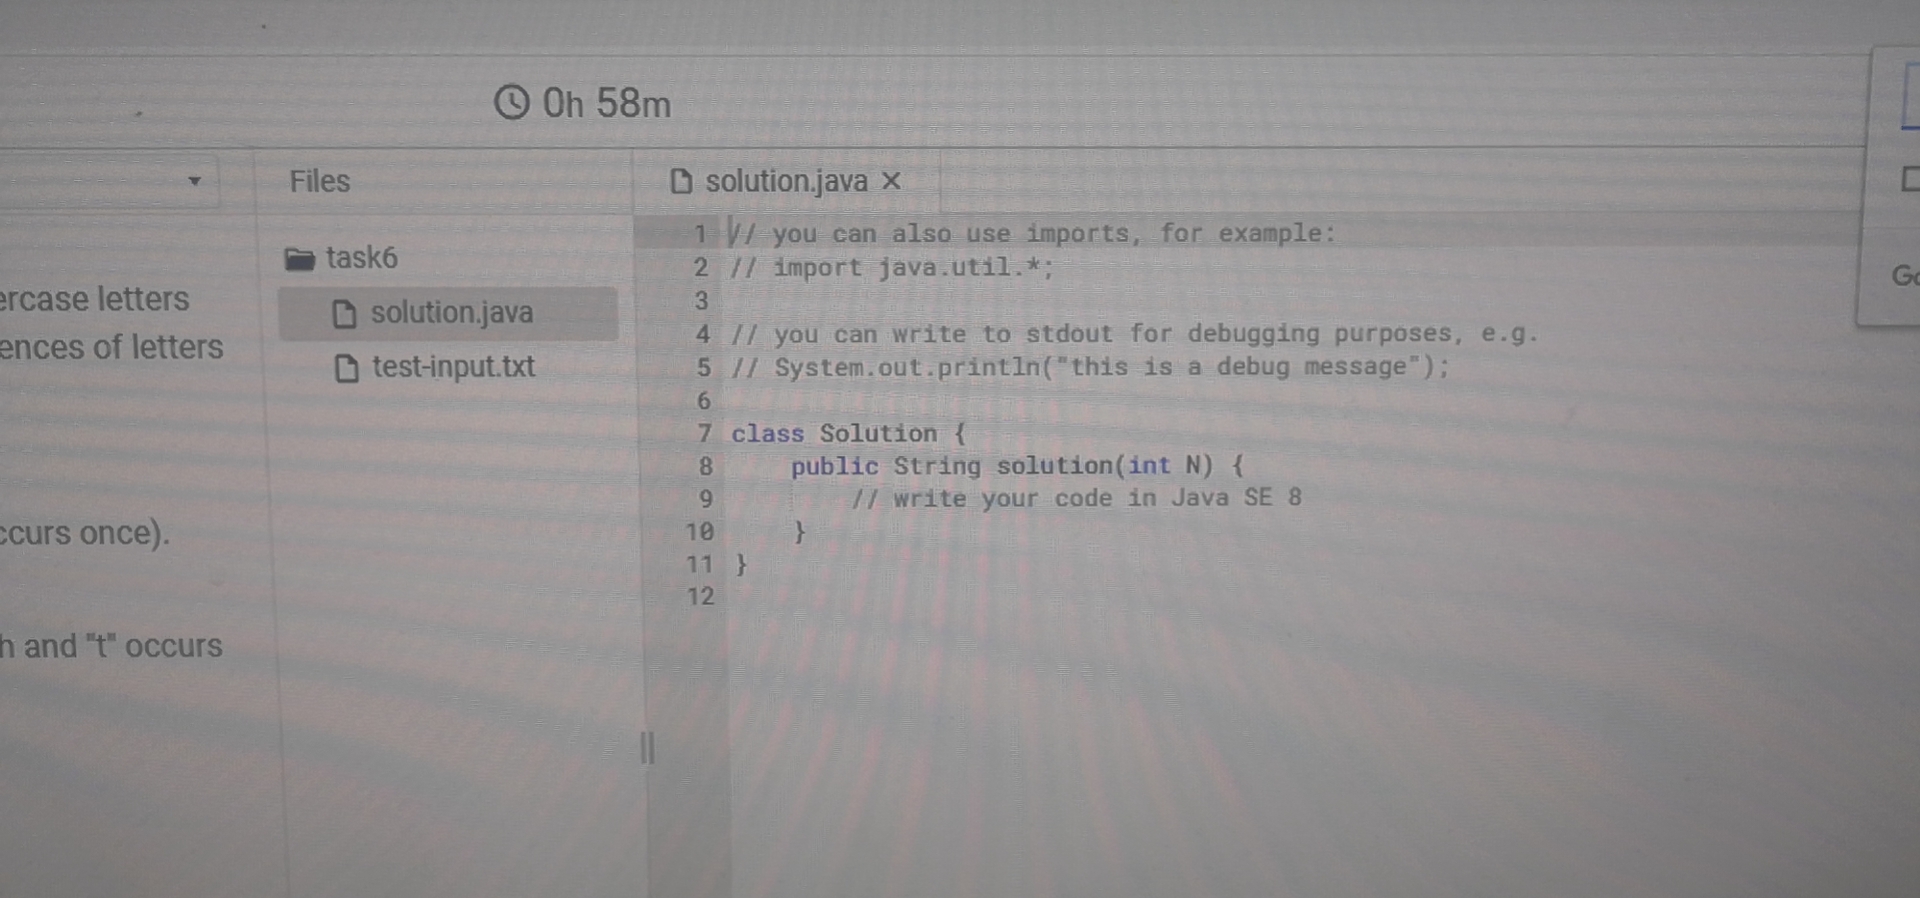 0h 58m
Files
solution.java
task6
solution.java
test-input.txt
ercase letters
ences of letters
ccurs once).
h and "t" occurs
1 // you can also use imports, for example:
2 // import java.util.*;
3
4 // you can write to stdout for debugging purposes, e.g.
5 // System.out.println("this is a debug message");
6
7 class Solution {
8 public String solution(int N) {
9 // write your code in Java SE 8
10 }
11 }
12
Go